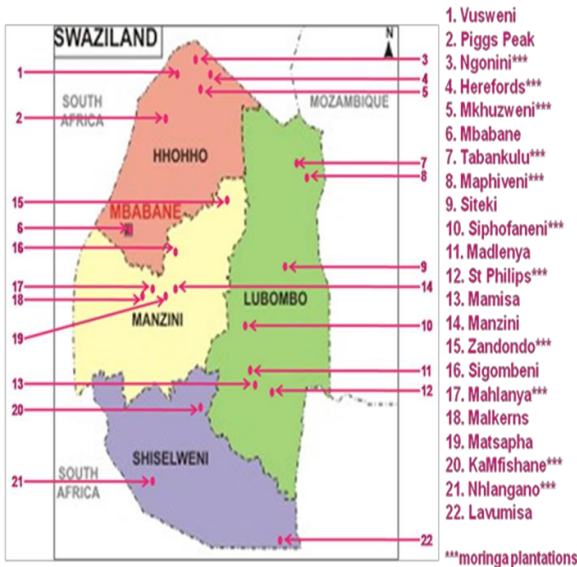 SWAZILAND
N
SOUTH
AFRICA
MOZAMBIQUE
HHOHHO
MBABANE
MANZINI
LUBOMBO
SHISELWENI
SOUTH
AFRICA
1
2
15
6
16
17
18
19
13
20
21
3
4
5
7
8
9
14
10
11
12
22
1. Vusweni
2. Piggs Peak
3. Ngonini***
4. Herefords***
5. Mkhuzweni***
6. Mbabane
7. Tabankulu***
8. Maphiveni***
9. Siteki
10. Siphofaneni***
11. Madlenya
12. St Philips***
13. Mamisa
14. Manzini
15. Zandondo***
16. Sigombeni
17. Mahlanya***
18. Malkerns
19. Matsapha
20. KaMfishane***
21. Nhlangano***
22. Lavumisa
***moringa plantations